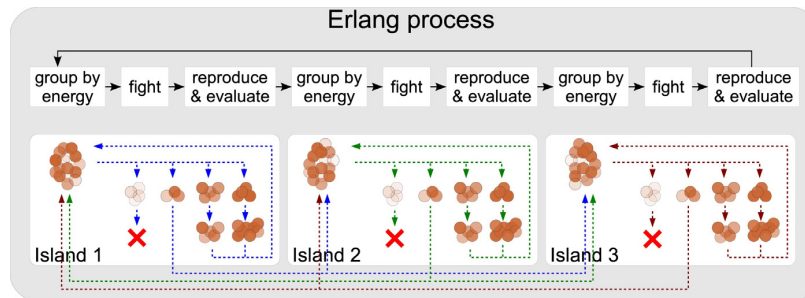 Erlang process
group by
energy
fight
reproduce
& evaluate
group by
energy
fight
reproduce
& evaluate
group by
energy
fight
reproduce
& evaluate
Island 1
Island 2
Island 3